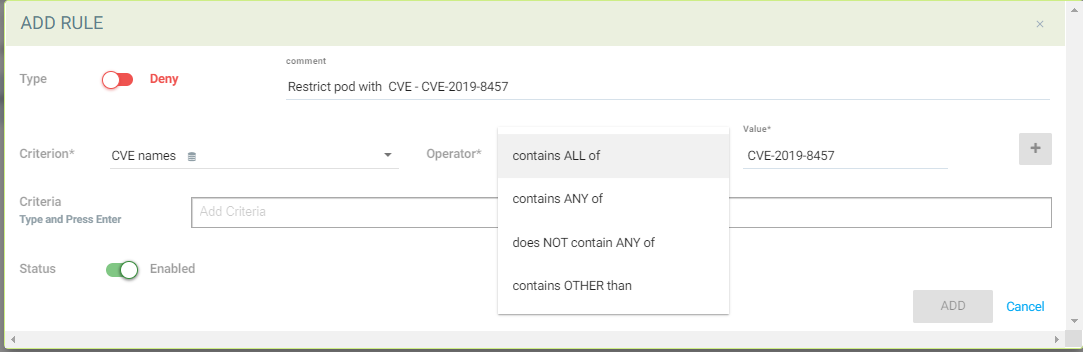 ADD RULE
×
Type
Deny
comment
Restrict pod with CVE - CVE-2019-8457
Criterion*
CVE names
Operator*
contains ALL of
contains ANY of
does NOT contain ANY of
contains OTHER than
Value*
CVE-2019-8457
+
Criteria
Type and Press Enter
Add Criteria
Status
Enabled
ADD
Cancel